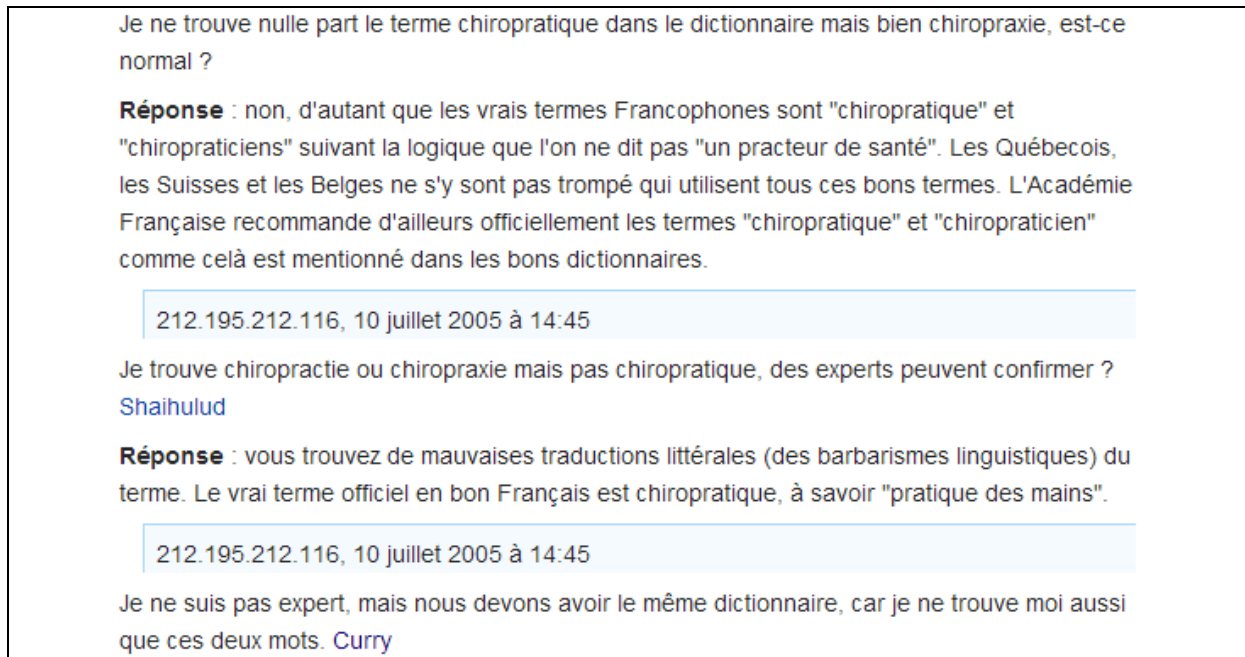 Je ne trouve nulle part le terme chiropratique dans le dictionnaire mais bien chiropraxie, est-ce
normal ?
Réponse : non, d'autant que les vrais termes Francophones sont "chiropratique" et
"chiropraticiens" suivant la logique que l'on ne dit pas "un practeur de santé". Les Québecois,
les Suisses et les Belges ne s'y sont pas trompé qui utilisent tous ces bons termes. L'Académie
Française recommande d'ailleurs officiellement les termes "chiropratique" et "chiropraticien"
comme celà est mentionné dans les bons dictionnaires.
212.195.212.116, 10 juillet 2005 à 14:45
Je trouve chiropractie ou chiropraxie mais pas chiropratique, des experts peuvent confirmer ?
Shaihulud
Réponse : vous trouvez de mauvaises traductions littérales (des barbarismes linguistiques) du
terme. Le vrai terme officiel en bon Français est chiropratique, à savoir "pratique des mains".
212.195.212.116, 10 juillet 2005 à 14:45
Je ne suis pas expert, mais nous devons avoir le même dictionnaire, car je ne trouve moi aussi
que ces deux mots. Curry